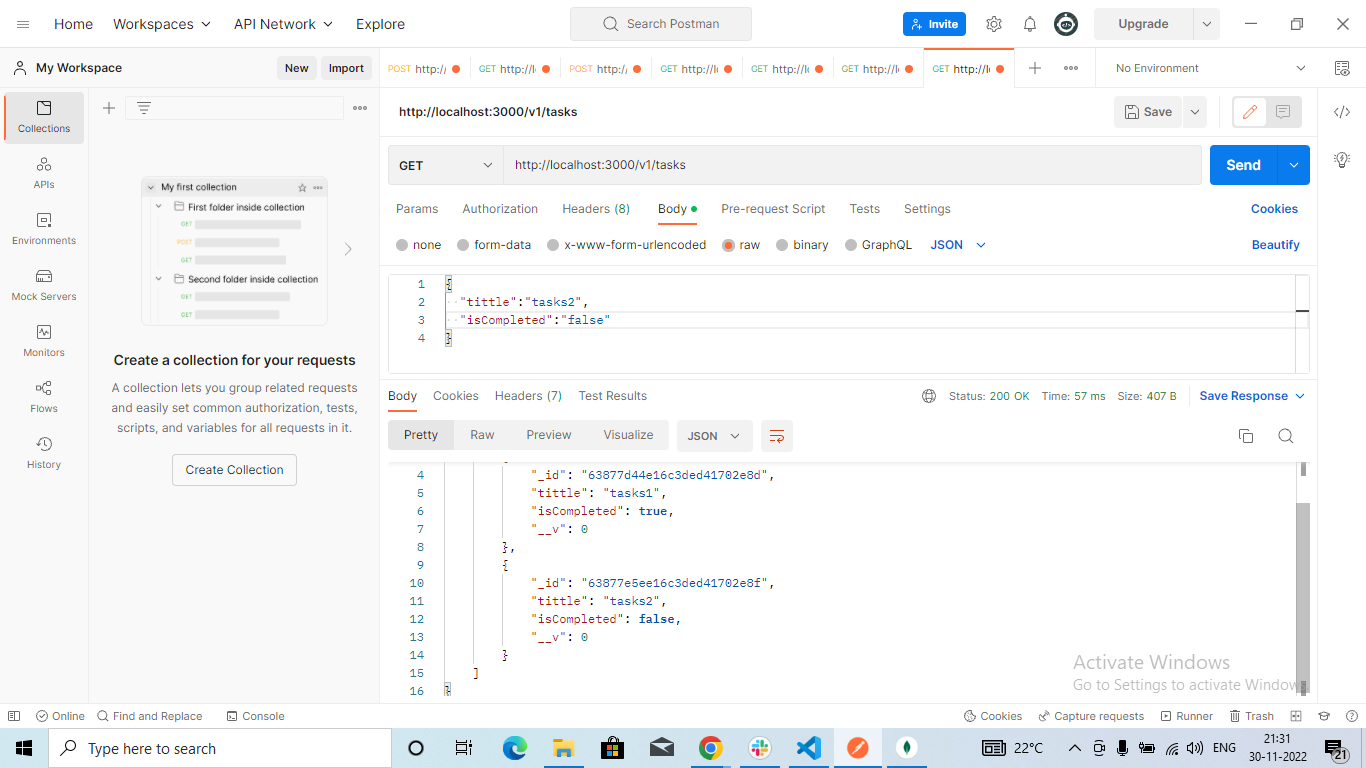 Home Workspaces API Network Explore Search Postman Invite Upgrade
My Workspace New Import POST http:/ GET http://l GET http://l POST http:/ GET http://l GET http://l GET http://l GET http://l No Environment
Collections
APIs
Environments
Mock Servers
Monitors
Flows
History
My first collection
First folder inside collection
GET
POST
GET
Second folder inside collection
GET
GET
Create a collection for your requests
A collection lets you group related requests
and easily set common authorization, tests,
scripts, and variables for all requests in it.
Create Collection
http://localhost:3000/v1/tasks Save
GET http://localhost:3000/v1/tasks Send
Params Authorization Headers (8) Body Pre-request Script Tests Settings Cookies
none form-data x-www-form-urlencoded raw binary GraphQL JSON Beautify
1 {
2 "tittle":"tasks2",
3 "isCompleted":"false"
4 }
Body Cookies Headers (7) Test Results Status: 200 OK Time: 57 ms Size: 407 B Save Response
Pretty Raw Preview Visualize JSON
4 "_id": "63877d44e16c3ded41702e8d",
5 "tittle": "tasks1",
6 "isCompleted": true,
7 "__v": 0
8 },
9 {
10 "_id": "63877e5ee16c3ded41702e8f",
11 "tittle": "tasks2",
12 "isCompleted": false,
13 "__v": 0
14 }
15 ]
16 }
Activate Windows
Go to Settings to activate Windows.
Online Find and Replace Console Cookies Capture requests Runner Trash
Type here to search 22°C ENG 21:31
30-11-2022 21